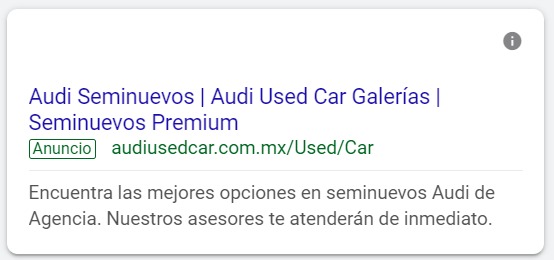 Audi Seminuevos | Audi Used Car Galerías |
Seminuevos Premium
Anuncio audiusedcar.com.mx/Used/Car
Encuentra las mejores opciones en seminuevos Audi de
Agencia. Nuestros asesores te atenderán de inmediato.